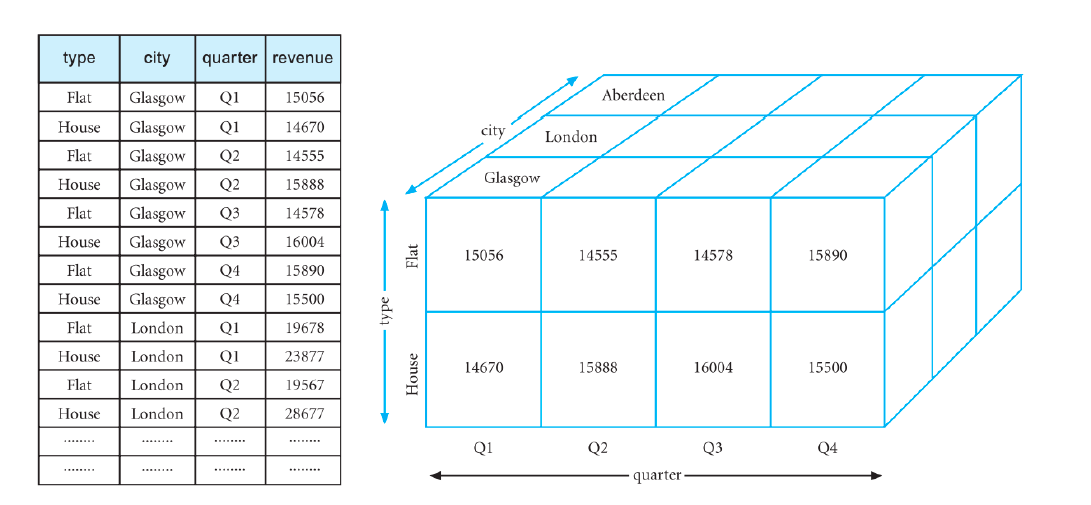 type city quarter revenue
Flat Glasgow Q1 15056
House Glasgow Q1 14670
Flat Glasgow Q2 14555
House Glasgow Q2 15888
Flat Glasgow Q3 14578
House Glasgow Q3 16004
Flat Glasgow Q4 15890
House Glasgow Q4 15500
Flat London Q1 19678
House London Q1 23877
Flat London Q2 19567
House London Q2 28677
........ ........ ........ ........
........ ........ ........ ........
city
Aberdeen
London
Glasgow
type
Flat
15056 14555 14578 15890
House
14670 15888 16004 15500
Q1 Q2 Q3 Q4
quarter